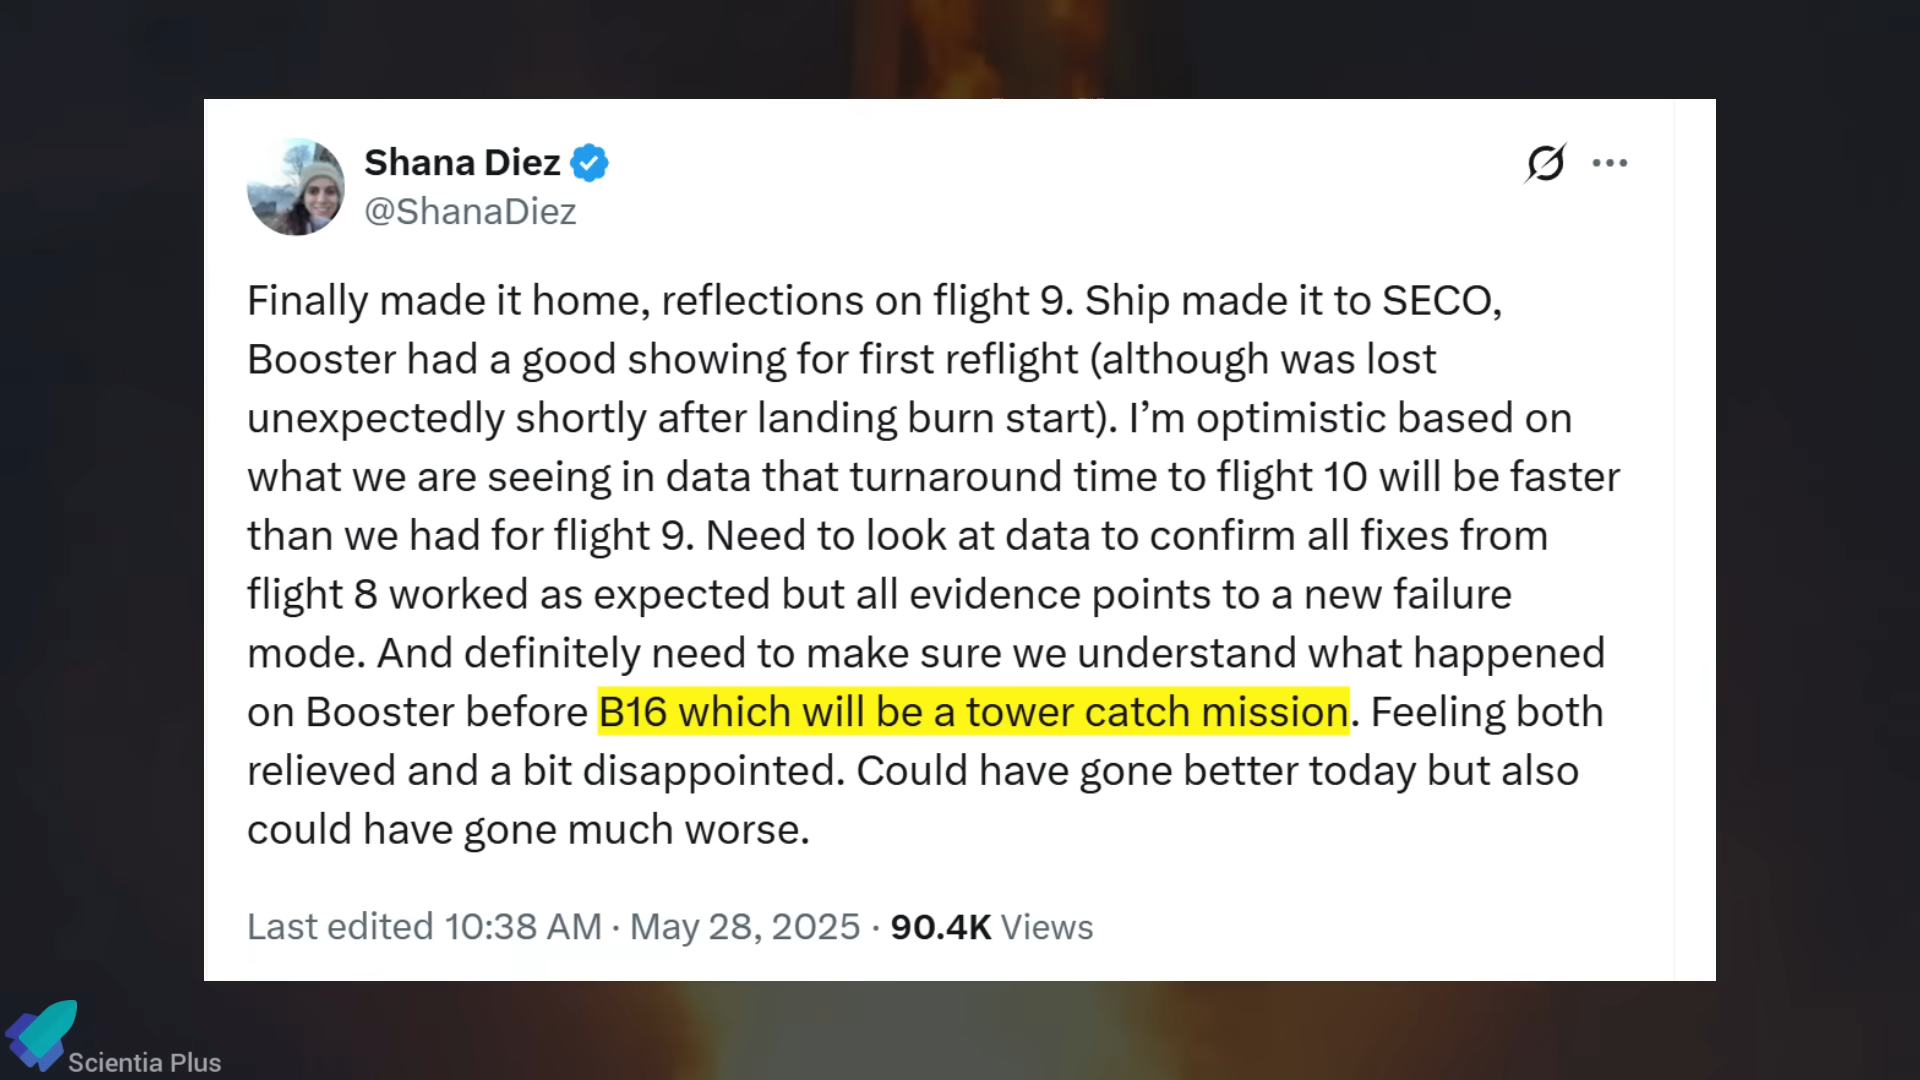 Shana Diez
@ShanaDiez
Finally made it home, reflections on flight 9. Ship made it to SECO,
Booster had a good showing for first reflight (although was lost
unexpectedly shortly after landing burn start). I’m optimistic based on
what we are seeing in data that turnaround time to flight 10 will be faster
than we had for flight 9. Need to look at data to confirm all fixes from
flight 8 worked as expected but all evidence points to a new failure
mode. And definitely need to make sure we understand what happened
on Booster before B16 which will be a tower catch mission. Feeling both
relieved and a bit disappointed. Could have gone better today but also
could have gone much worse.
Last edited 10:38 AM · May 28, 2025 · 90.4K Views
Scientia Plus